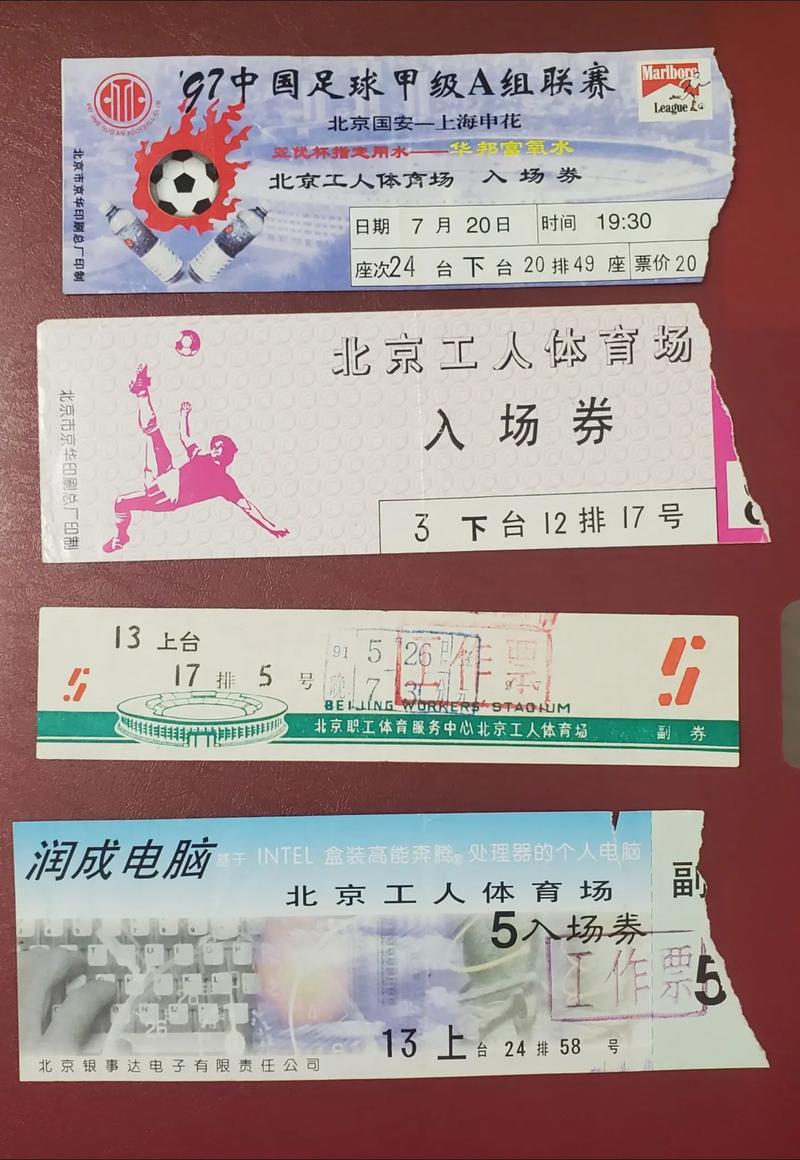 '97中国足球甲级A组联赛
Marlboro
League
北京国安—上海申花
亚优杯指定用水——华邦富氧水
北京工人体育场 入场券
日期 7 月 20 日 时间 19:30
座次 24 台 下 台 20 排 49 座 票价 20
北京市京华印刷总厂印制
北京工人体育场
入场券
3 下台 12 排 17 号
北京市京华印刷总厂印制
13 上台
17 排 5 号
91 5 26
晚 7 3
工作票
BEIJING WORKERS STADIUM
北京职工体育服务中心北京工人体育场
副券
润成电脑 基于 INTEL 盒装高能奔腾® 处理器的个人电脑
北京工人体育场
副
5 入场券
工作票
5
13 上 台 24 排 58 号
北京银事达电子有限责任公司